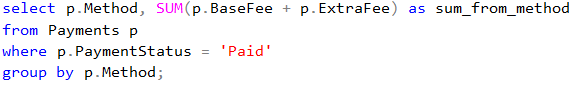 select p.Method, SUM(p.BaseFee + p.ExtraFee) as sum_from_method
from Payments p
where p.PaymentStatus = 'Paid'
group by p.Method;